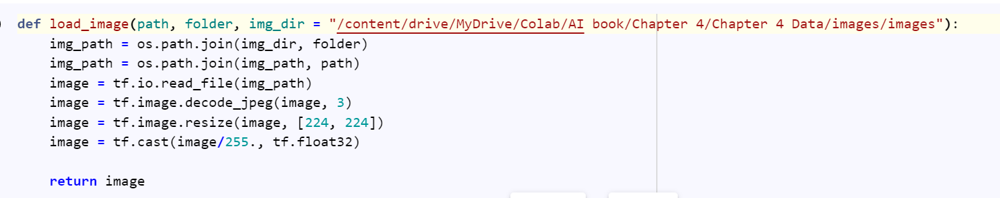 def load_image(path, folder, img_dir = "/content/drive/MyDrive/Colab/AI book/Chapter 4/Chapter 4 Data/images/images"):
    img_path = os.path.join(img_dir, folder)
    img_path = os.path.join(img_path, path)
    image = tf.io.read_file(img_path)
    image = tf.image.decode_jpeg(image, 3)
    image = tf.image.resize(image, [224, 224])
    image = tf.cast(image/255., tf.float32)
    return image